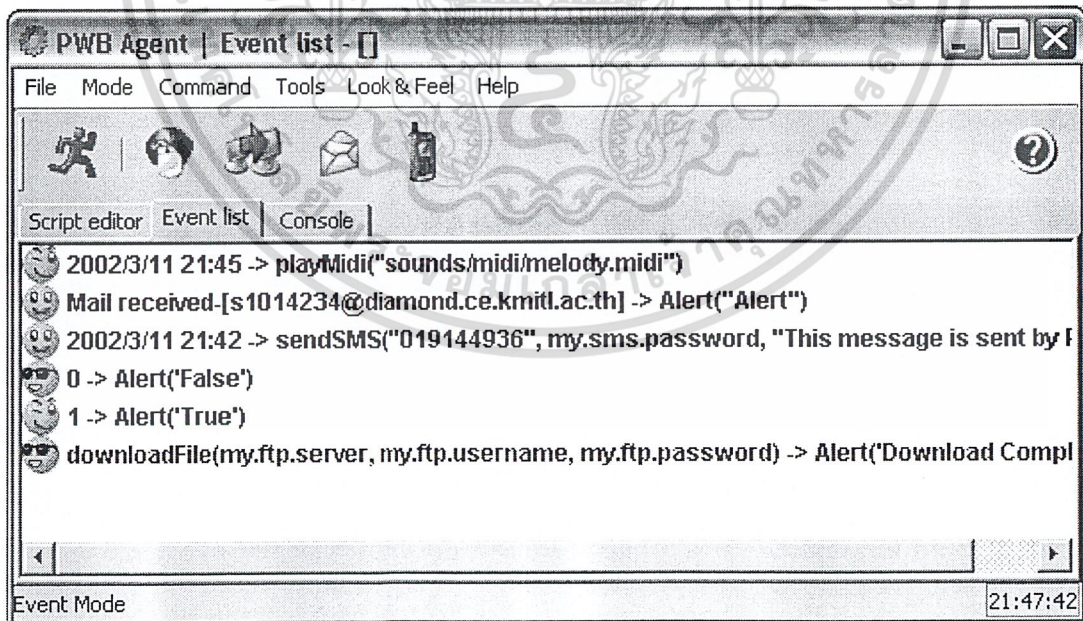 PWB Agent | Event list - []
File Mode Command Tools Look & Feel Help
Script editor Event list Console
2002/3/11 21:45 -> playMidi("sounds/midi/melody.midi")
Mail received-[s1014234@diamond.ce.kmitl.ac.th] -> Alert("Alert")
2002/3/11 21:42 -> sendSMS("019144936", my.sms.password, "This message is sent by
0 -> Alert('False')
1 -> Alert('True')
downloadFile(my.ftp.server, my.ftp.username, my.ftp.password) -> Alert('Download Compl
Event Mode 21:47:42